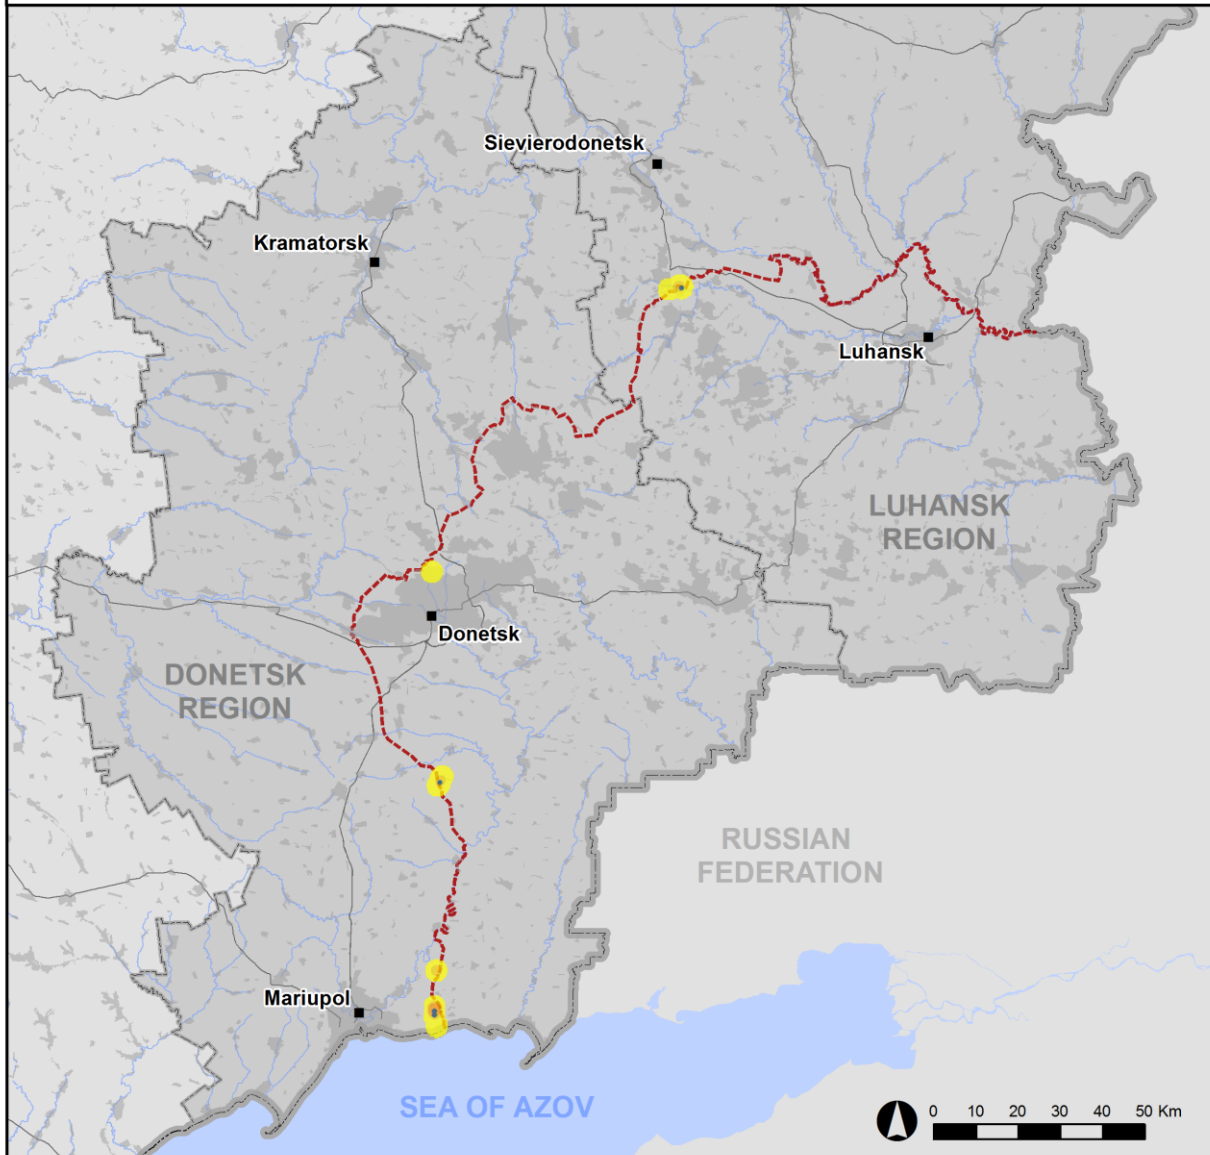 Sievierodonetsk
Kramatorsk
Luhansk
LUHANSK
REGION
Donetsk
DONETSK
REGION
RUSSIAN
FEDERATION
Mariupol
SEA OF AZOV
0 10 20 30 40 50 Km